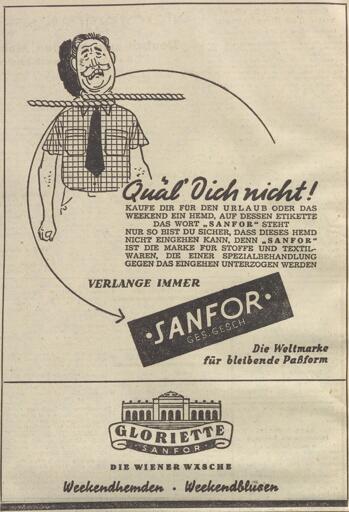 Quäl' Dich nicht!
KAUFE DIR FÜR DEN URLAUB ODER DAS
WEEKEND EIN HEMD, AUF DESSEN ETIKETTE
DAS WORT „SANFOR“ STEHT
NUR SO BIST DU SICHER, DASS DIESES HEMD
NICHT EINGEHEN KANN, DENN „SANFOR“
IST DIE MARKE FÜR STOFFE UND TEXTIL-
WAREN, DIE EINER SPEZIALBEHANDLUNG
GEGEN DAS EINGEHEN UNTERZOGEN WERDEN
VERLANGE IMMER
·SANFOR·
GES. GESCH.
Die Weltmarke
für bleibende Paßform
GLORIETTE
·SANFOR·
DIE WIENER WÄSCHE
Weekendhemden · Weekendblusen